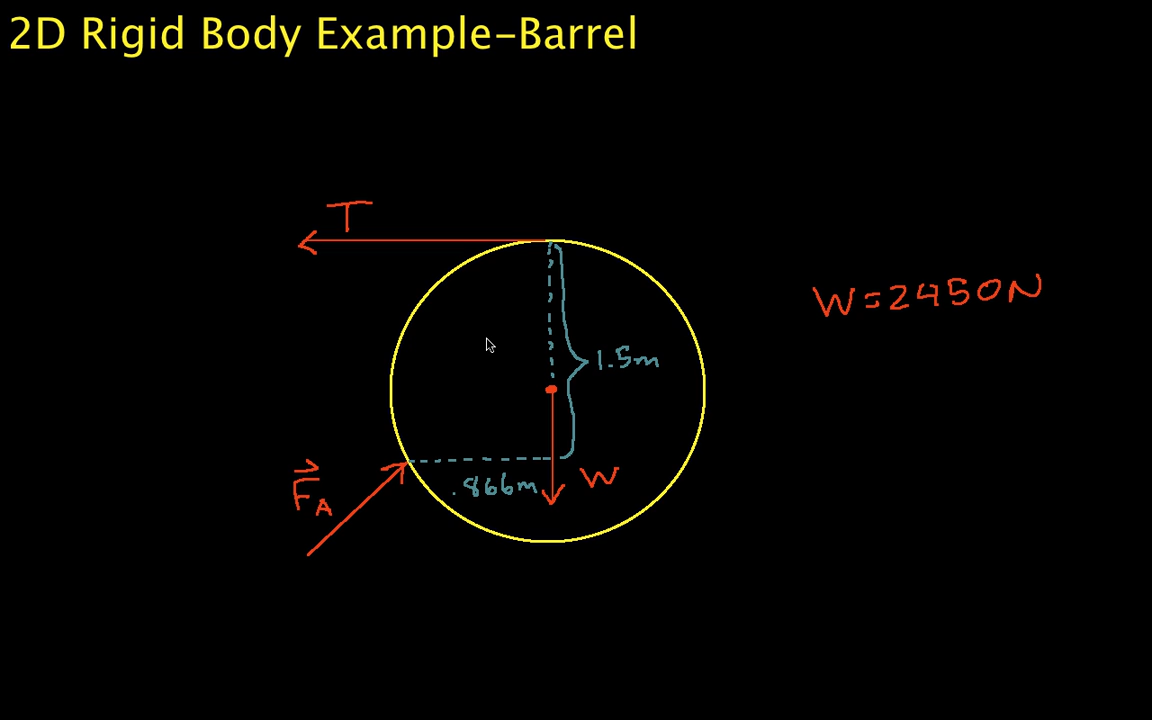 2D Rigid Body Example-Barrel
T
W=2450N
1.5m
F_A
.866m
W